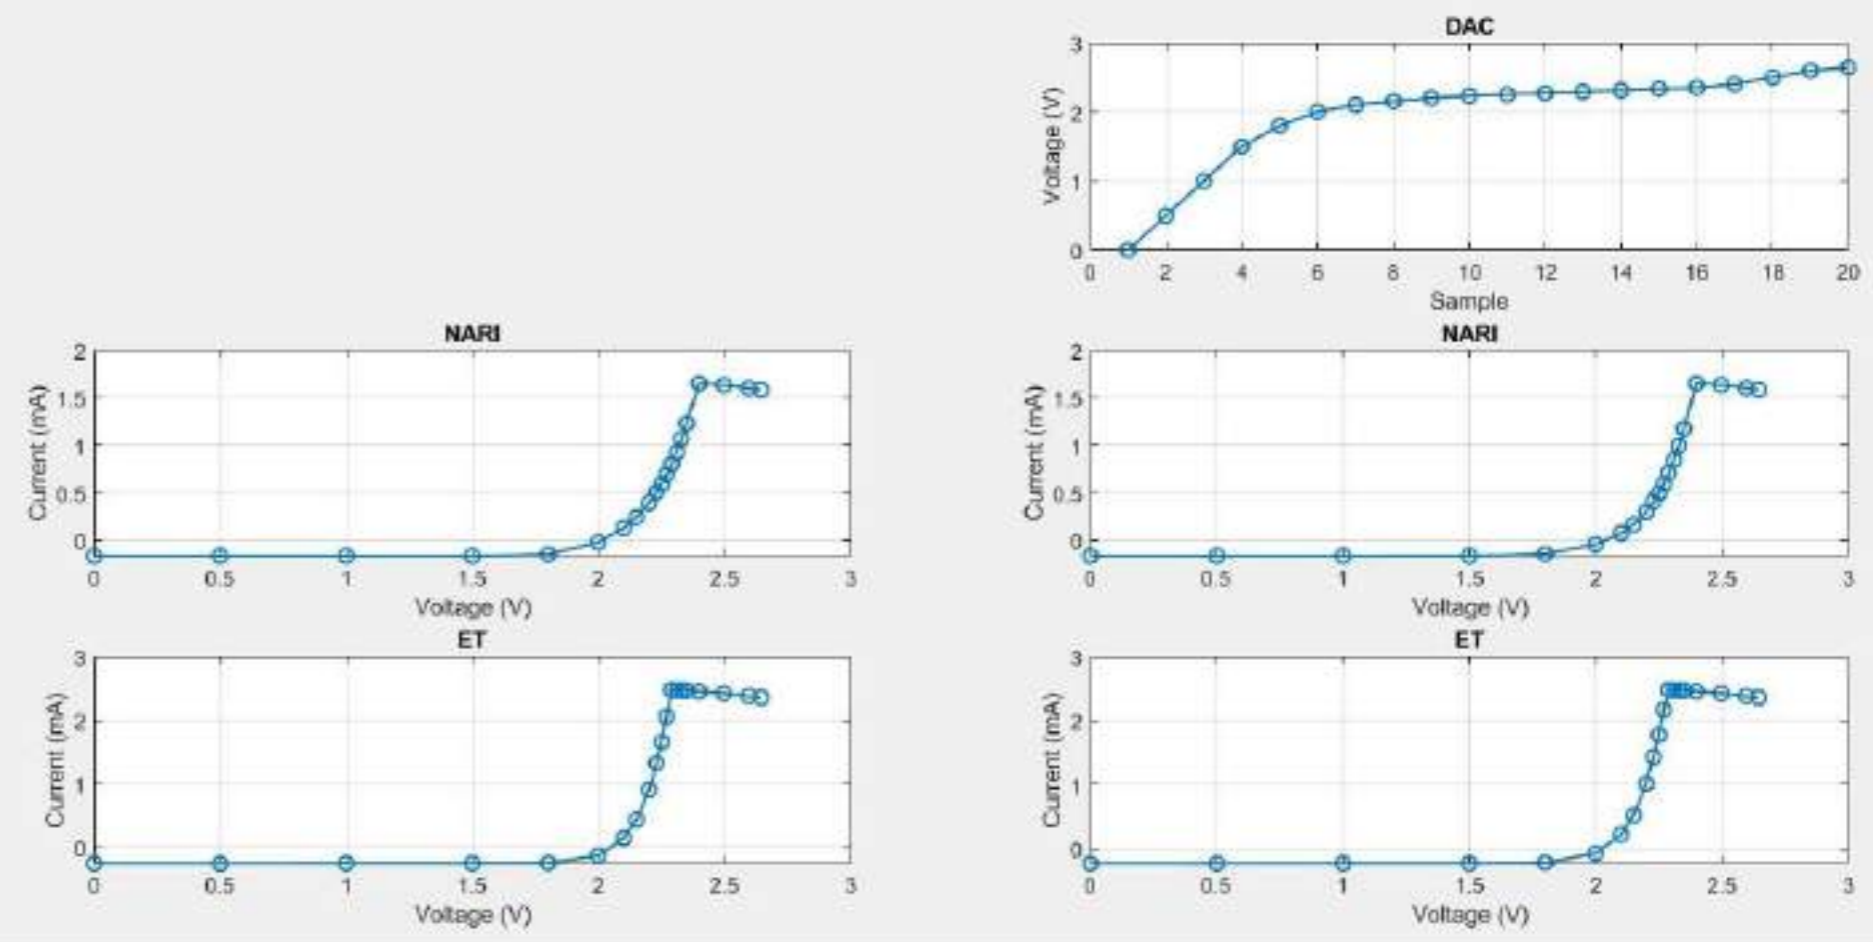 DAC
3
2
1
0
Voltage (V)
0 2 4 6 8 10 12 14 16 18 20
Sample
NARI
2
1.5
1
0.5
0
Current (mA)
0 0.5 1 1.5 2 2.5 3
Voltage (V)
NARI
2
1.5
1
0.5
0
Current (mA)
0 0.5 1 1.5 2 2.5 3
Voltage (V)
ET
3
2
1
0
Current (mA)
0 0.5 1 1.5 2 2.5 3
Voltage (V)
ET
3
2
1
0
Current (mA)
0 0.5 1 1.5 2 2.5 3
Voltage (V)